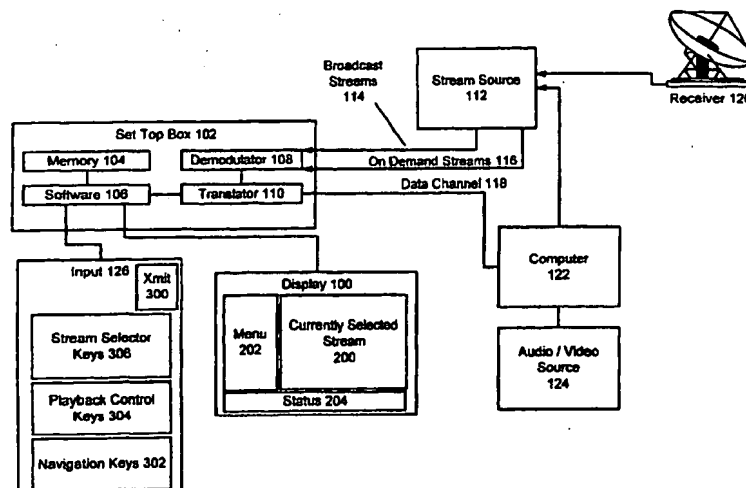 Broadcast
Streams
114
Stream Source
112
Receiver 120
Set Top Box 102
Memory 104
Demodulator 108
On Demand Streams 116
Software 106
Translator 110
Data Channel 118
Input 126
Xmit
300
Stream Selector
Keys 306
Playback Control
Keys 304
Navigation Keys 302
Display 100
Menu
202
Currently Selected
Stream
200
Status 204
Computer
122
Audio / Video
Source
124